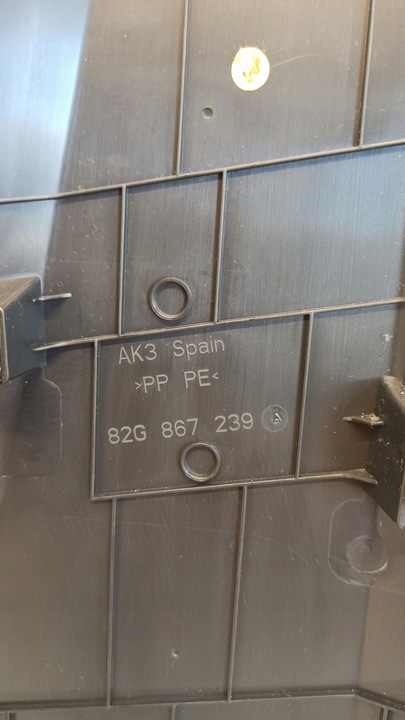 AK3 Spain
>PP PE<
82G 867 239 A